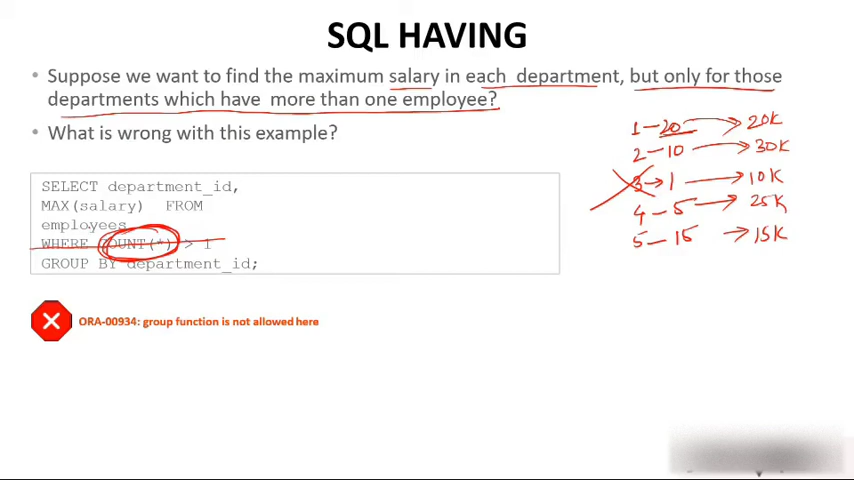 SQL HAVING
• Suppose we want to find the maximum salary in each department, but only for those
departments which have more than one employee?
• What is wrong with this example?
1 – 20 → 20K
2 – 10 → 30K
3 → 1 → 10K
4 – 5 → 25K
5 – 15 → 15K
SELECT department_id,
MAX(salary) FROM
employees
WHERE COUNT(*) > 1
GROUP BY department_id;
ORA-00934: group function is not allowed here